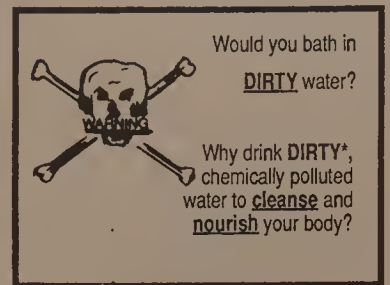 Would you bath in
DIRTY water?
WARNING
Why drink DIRTY*,
chemically polluted
water to cleanse and
nourish your body?